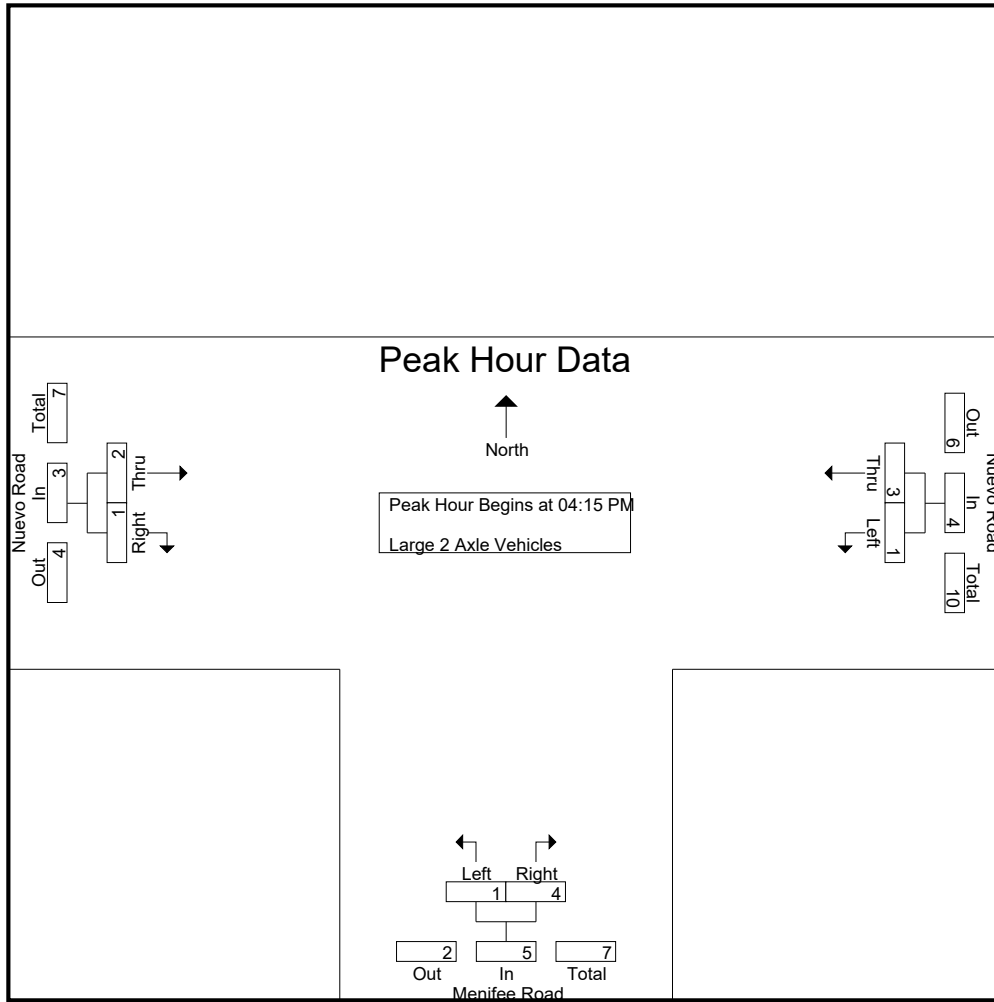 Peak Hour Data
North
Peak Hour Begins at 04:15 PM
Large 2 Axle Vehicles
Nuevo Road
Total
7
In
3
Out
4
Thru
2
Right
1
Nuevo Road
Out
6
In
4
Total
10
Thru
3
Left
1
Left Right
1 4
2 5 7
Out In Total
Menifee Road